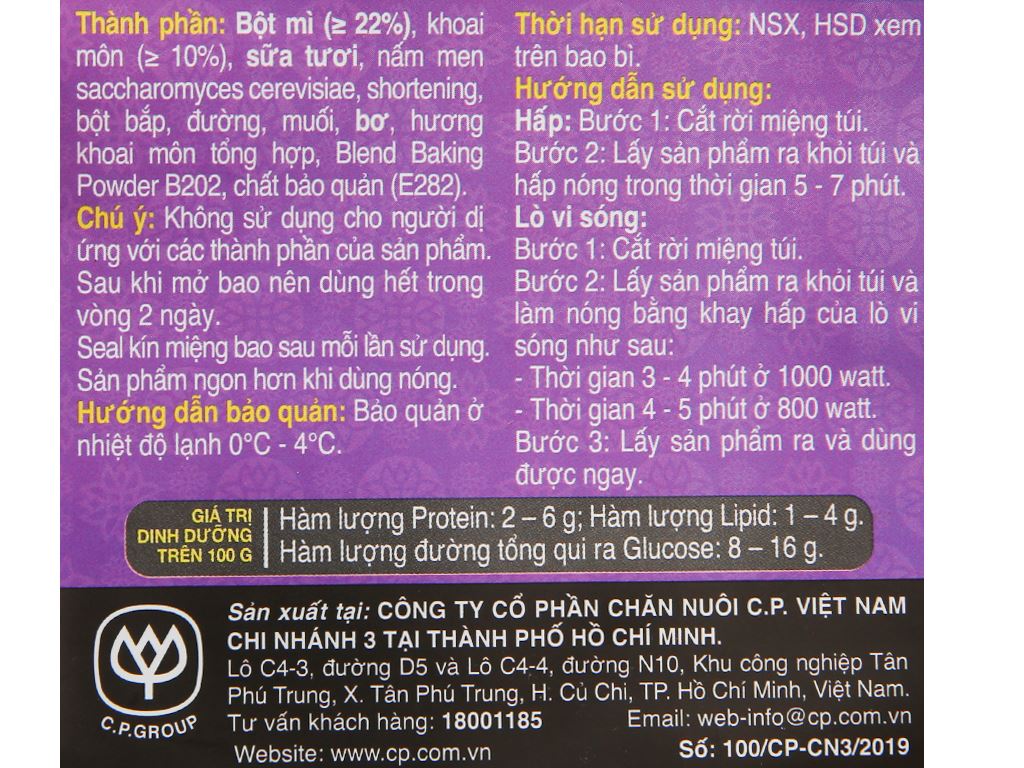 Thành phần: Bột mì (≥ 22%), khoai
môn (≥ 10%), sữa tươi, nấm men
saccharomyces cerevisiae, shortening,
bột bắp, đường, muối, bơ, hương
khoai môn tổng hợp, Blend Baking
Powder B202, chất bảo quản (E282).
Chú ý: Không sử dụng cho người dị
ứng với các thành phần của sản phẩm.
Sau khi mở bao nên dùng hết trong
vòng 2 ngày.
Seal kín miệng bao sau mỗi lần sử dụng.
Sản phẩm ngon hơn khi dùng nóng.
Hướng dẫn bảo quản: Bảo quản ở
nhiệt độ lạnh 0°C - 4°C.
Thời hạn sử dụng: NSX, HSD xem
trên bao bì.
Hướng dẫn sử dụng:
Hấp: Bước 1: Cắt rời miệng túi.
Bước 2: Lấy sản phẩm ra khỏi túi và
hấp nóng trong thời gian 5 - 7 phút.
Lò vi sóng:
Bước 1: Cắt rời miệng túi.
Bước 2: Lấy sản phẩm ra khỏi túi và
làm nóng bằng khay hấp của lò vi
sóng như sau:
- Thời gian 3 - 4 phút ở 1000 watt.
- Thời gian 4 - 5 phút ở 800 watt.
Bước 3: Lấy sản phẩm ra và dùng
được ngay.
GIÁ TRỊ
DINH DƯỠNG
TRÊN 100 G
Hàm lượng Protein: 2 – 6 g; Hàm lượng Lipid: 1 – 4 g.
Hàm lượng đường tổng qui ra Glucose: 8 – 16 g.
C.P.GROUP
Sản xuất tại: CÔNG TY CỔ PHẦN CHĂN NUÔI C.P. VIỆT NAM
CHI NHÁNH 3 TẠI THÀNH PHỐ HỒ CHÍ MINH.
Lô C4-3, đường D5 và Lô C4-4, đường N10, Khu công nghiệp Tân
Phú Trung, X. Tân Phú Trung, H. Củ Chi, TP. Hồ Chí Minh, Việt Nam.
Tư vấn khách hàng: 18001185 Email: web-info@cp.com.vn
Website: www.cp.com.vn Số: 100/CP-CN3/2019